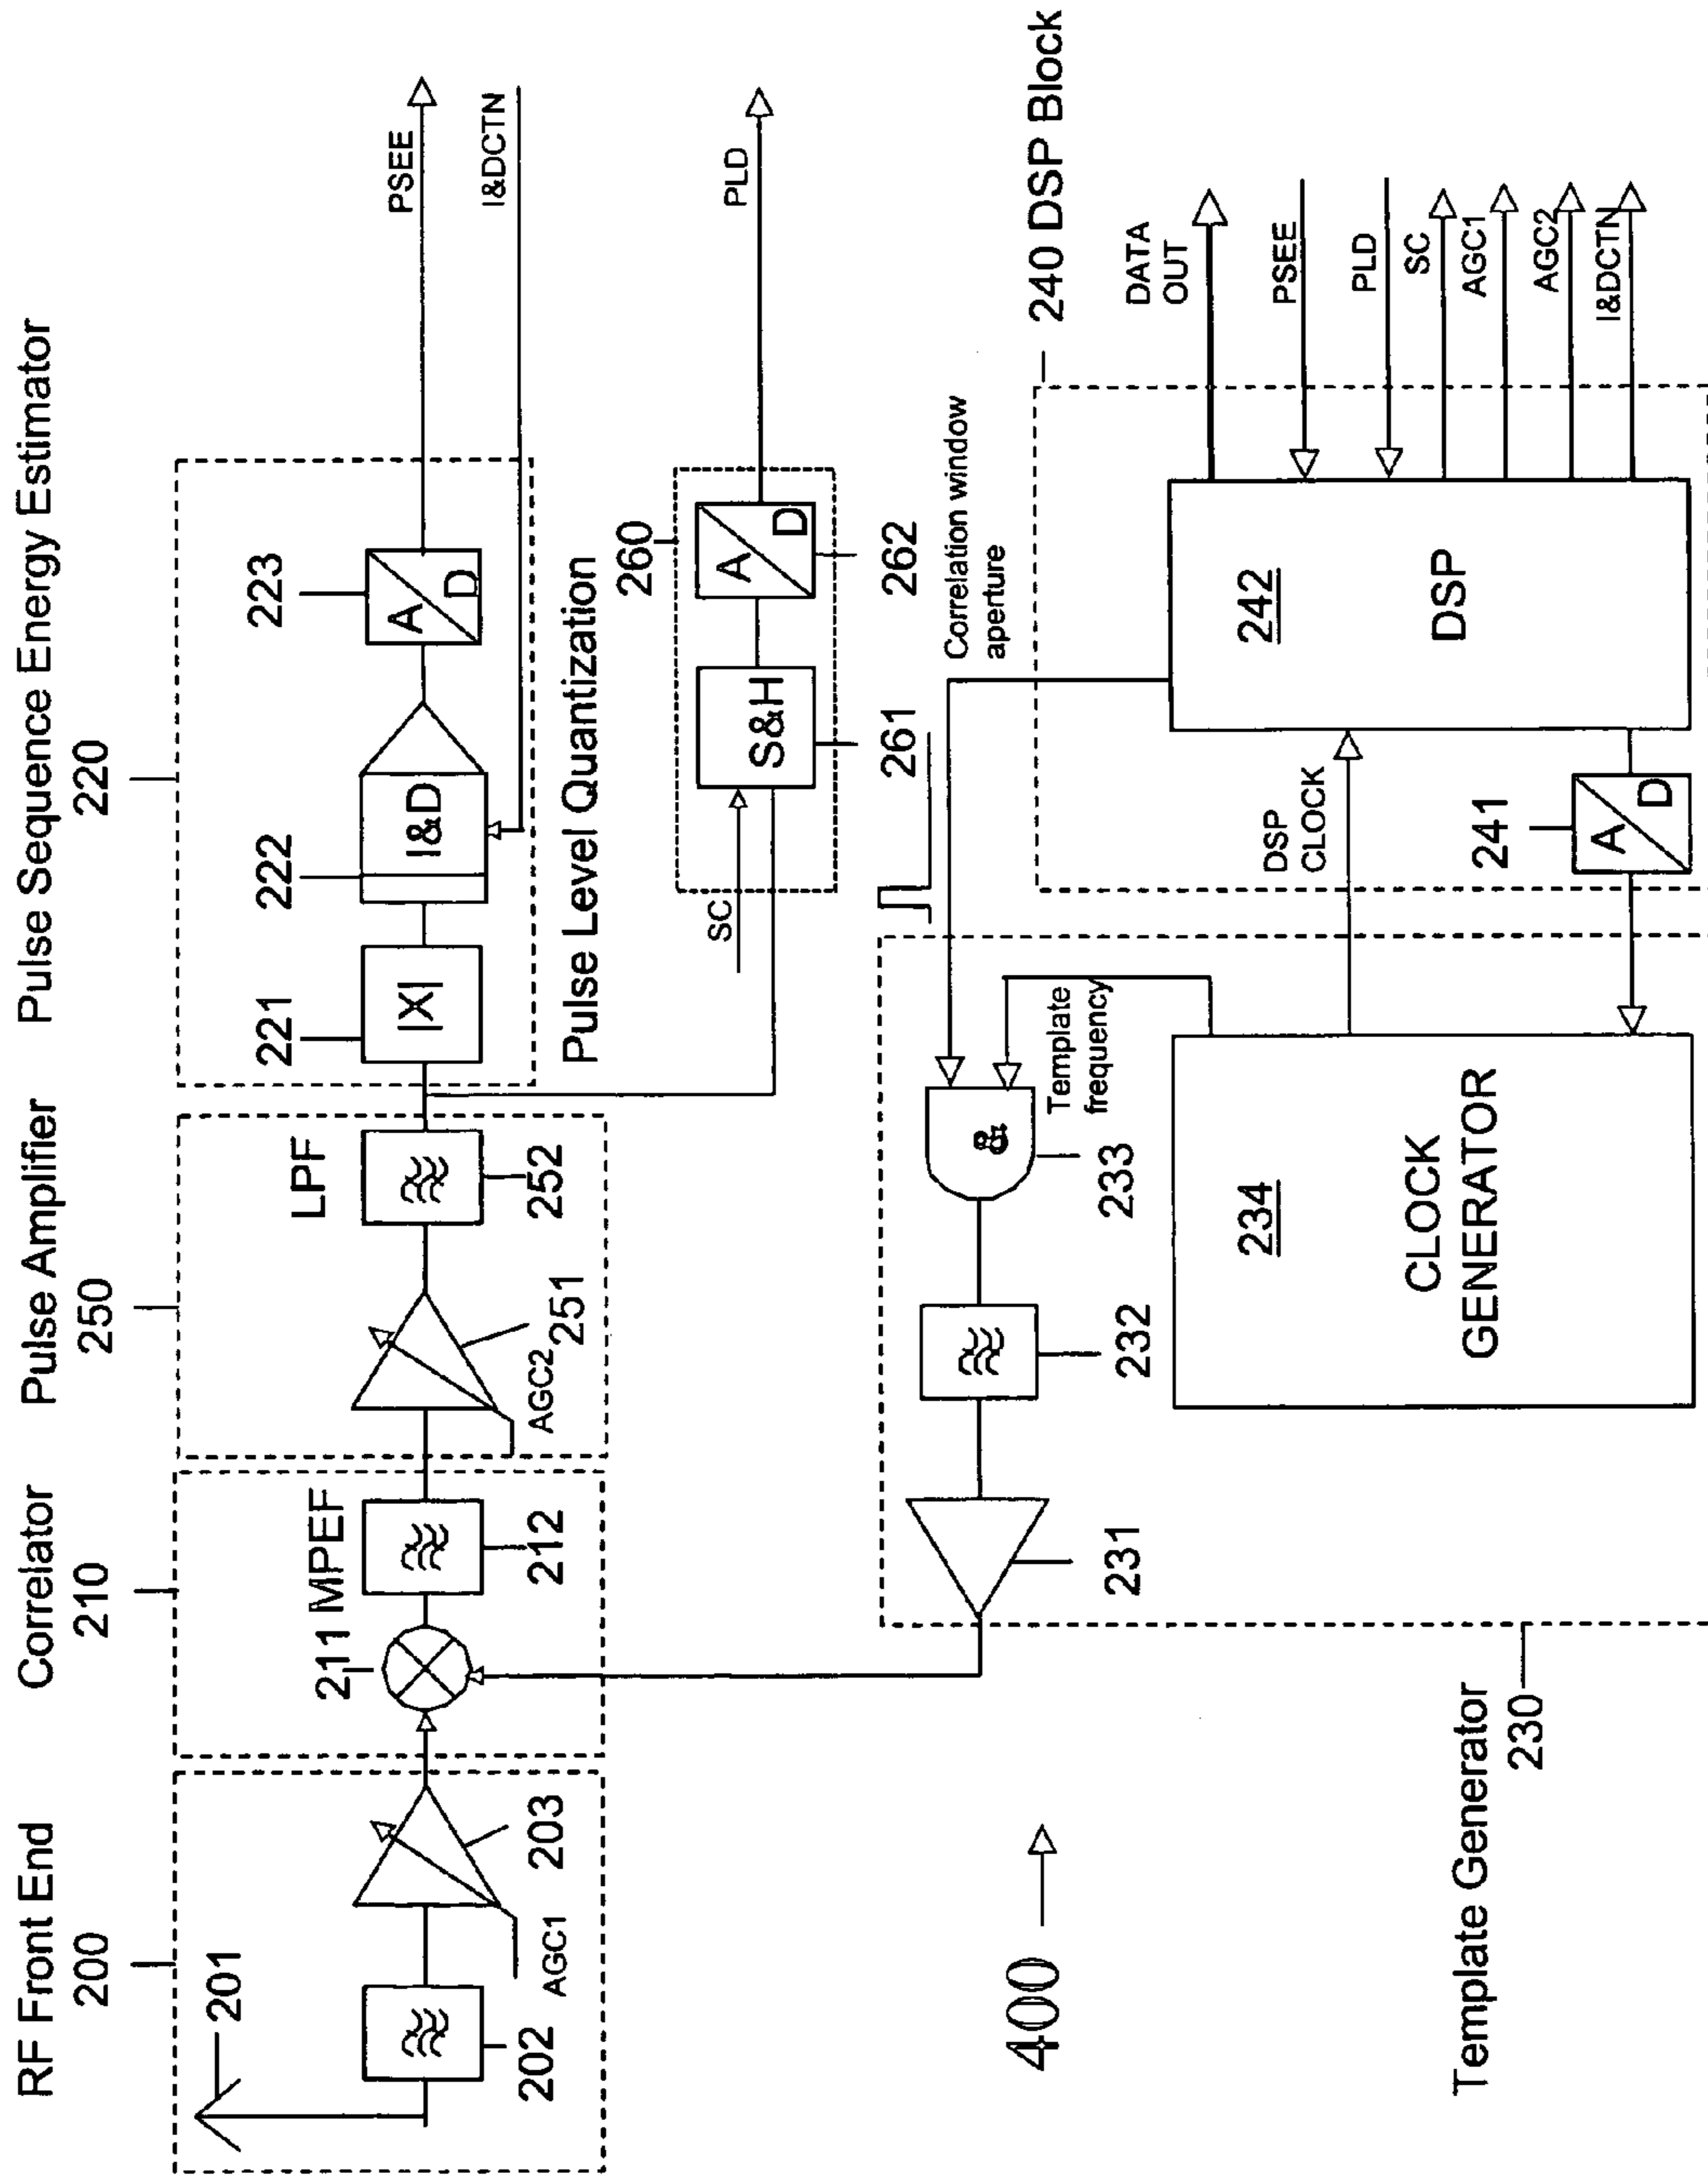 RF Front End
200
201
202
203
AGC1
Correlator
210
211
MPEF
212
Pulse Amplifier
250
LPF
251
252
AGC2
Pulse Sequence Energy Estimator
220
221
222
223
|X|
I&D
A
D
PSEE
I&DCTN
Pulse Level Quantization
260
SC
S&H
A
D
261
262
PLD
400
Template Generator
230
231
232
233
&
Template
frequency
234
CLOCK
GENERATOR
Correlation window
aperture
240 DSP Block
DSP
CLOCK
241
A
D
242
DSP
DATA
OUT
PSEE
PLD
SC
AGC1
AGC2
I&DCTN